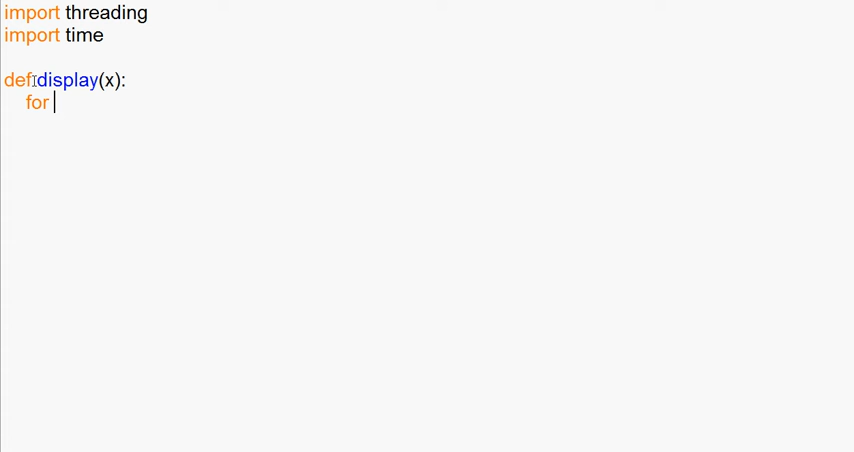 import threading
import time
def display(x):
for